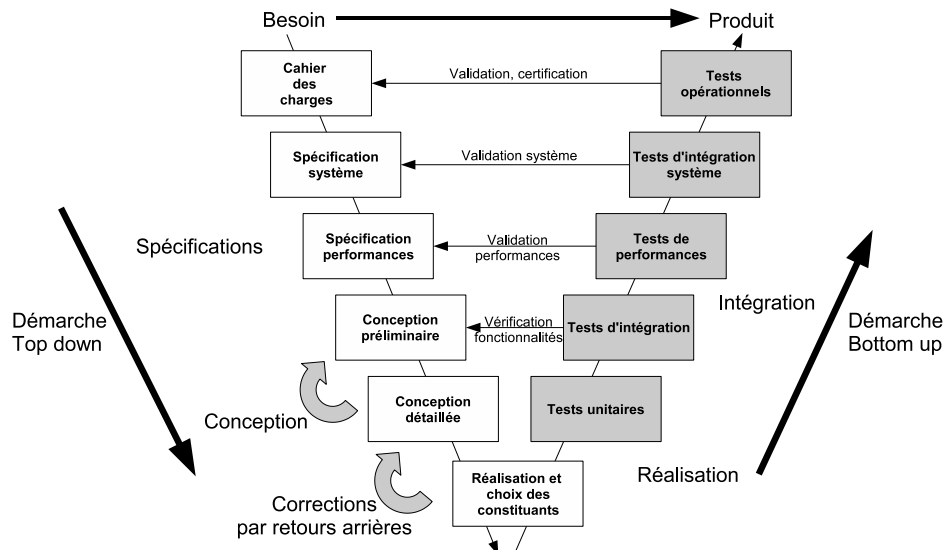 Besoin
Produit
Cahier
des
charges
Validation, certification
Tests
opérationnels
Spécification
système
Validation système
Tests d'intégration
système
Spécifications
Spécification
performances
Validation
performances
Tests de
performances
Intégration
Démarche
Top down
Conception
préliminaire
Vérification
fonctionnalités
Tests d'intégration
Démarche
Bottom up
Conception
Conception
détaillée
Tests unitaires
Réalisation
Réalisation et
choix des
constituants
Corrections
par retours arrières